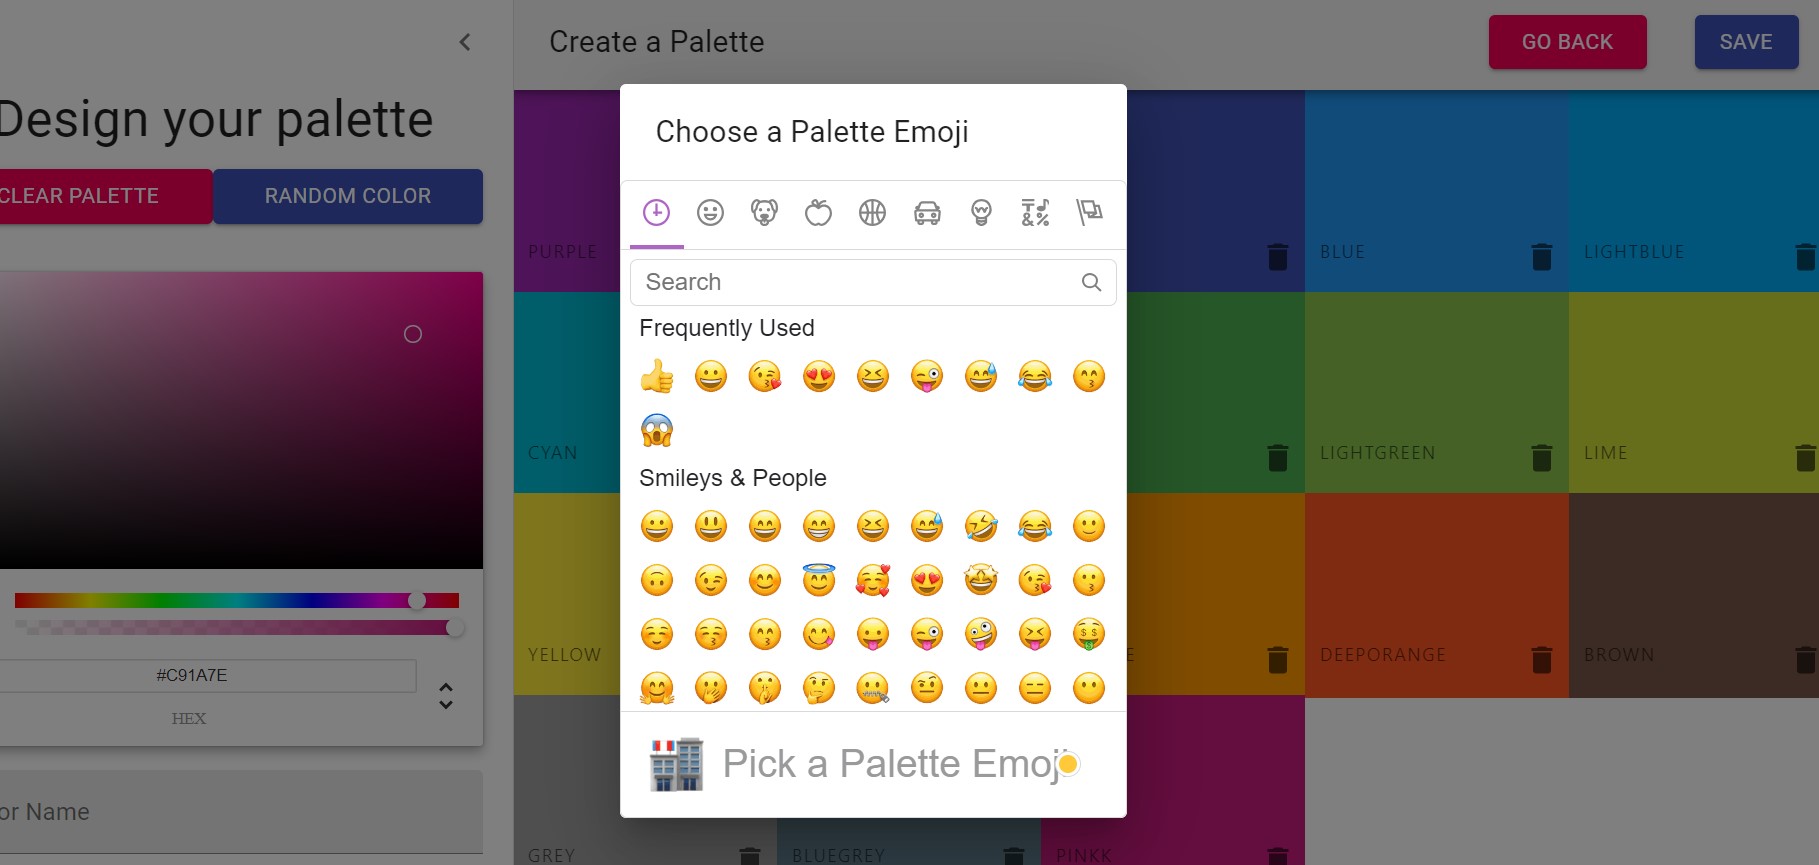 Create a Palette
GO BACK
SAVE
Design your palette
CLEAR PALETTE
RANDOM COLOR
#C91A7E
HEX
or Name
Choose a Palette Emoji
Search
Frequently Used
Smileys & People
Pick a Palette Emoji
PURPLE
BLUE
LIGHTBLUE
CYAN
LIGHTGREEN
LIME
YELLOW
E
DEEPORANGE
BROWN
GREY
BLUEGREY
PINKK